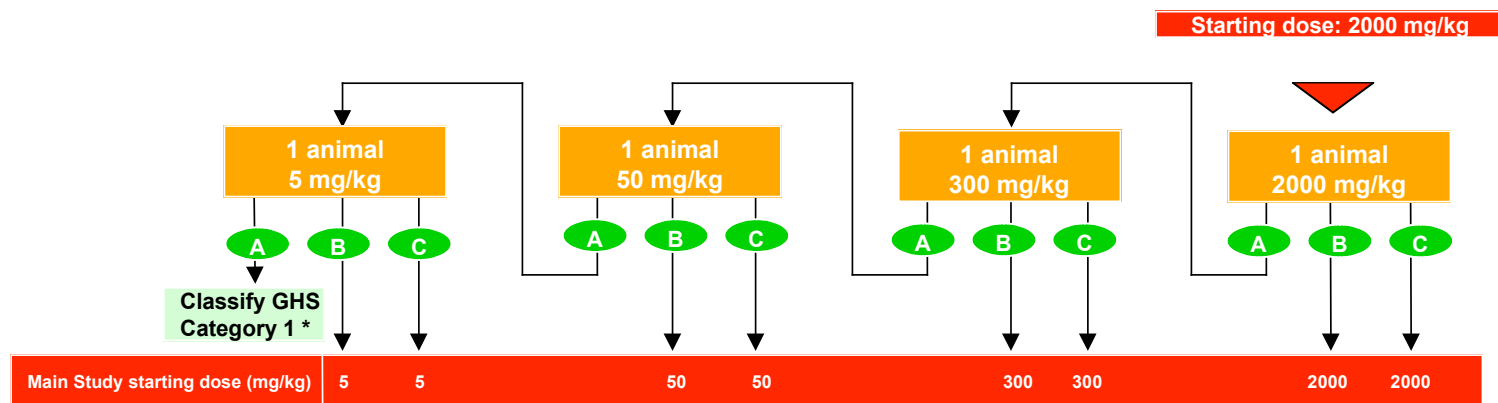 Starting dose: 2000 mg/kg
1 animal
5 mg/kg
1 animal
50 mg/kg
1 animal
300 mg/kg
1 animal
2000 mg/kg
A B C A B C A B C A B C
Classify GHS
Category 1 *
Main Study starting dose (mg/kg) 5 5 50 50 300 300 2000 2000